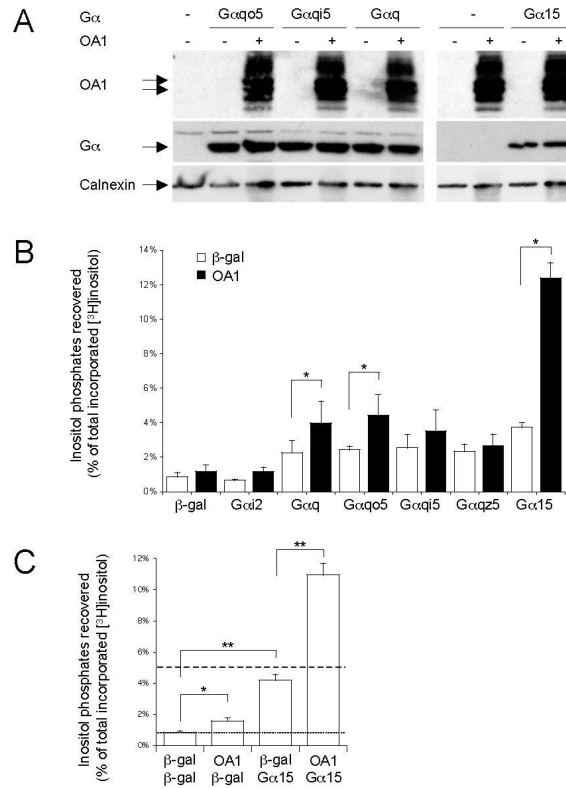 A
Gα - Gαqo5 Gαqi5 Gαq - Gα15
OA1 - - + - + - + - + - +
OA1
Gα
Calnexin
B
Inositol phosphates recovered
(% of total incorporated [³H]inositol)
14%
12%
10%
8%
6%
4%
2%
0%
β-gal
OA1
*
*
*
β-gal Gαi2 Gαq Gαqo5 Gαqi5 Gαqz5 Gα15
C
Inositol phosphates recovered
(% of total incorporated [³H]inositol)
12%
10%
8%
6%
4%
2%
0%
**
**
*
β-gal OA1 β-gal OA1
β-gal β-gal Gα15 Gα15